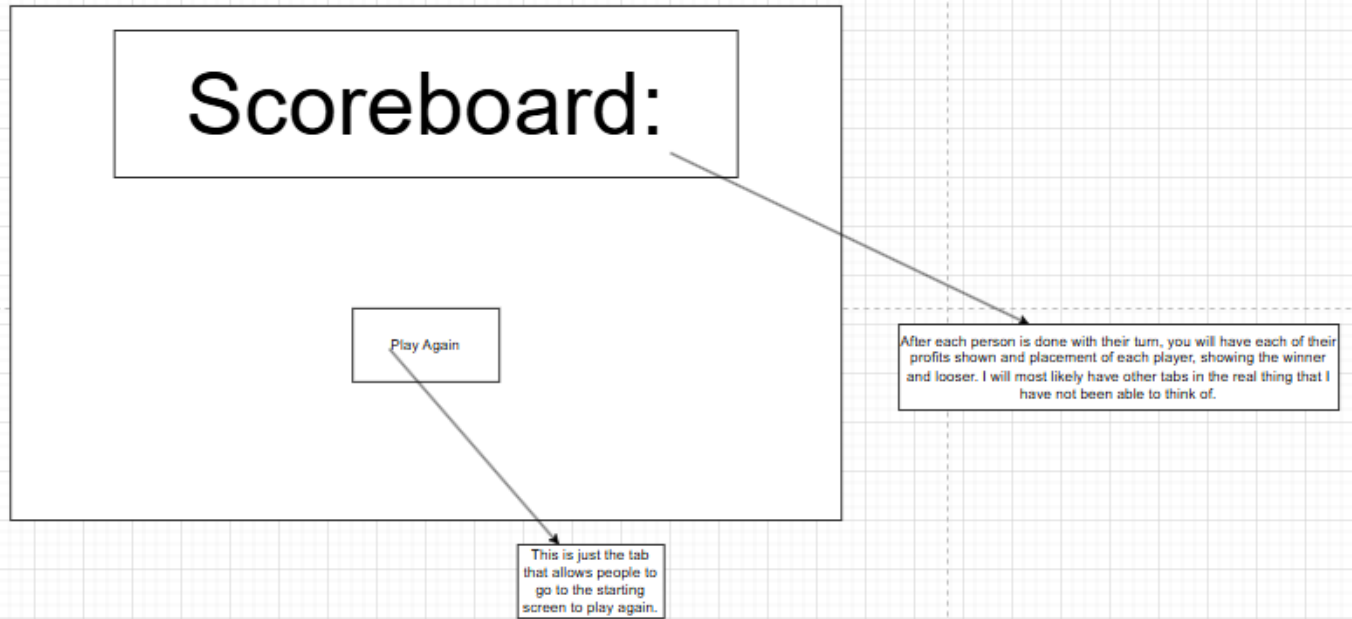 Scoreboard:
Play Again
After each person is done with their turn, you will have each of their
profits shown and placement of each player, showing the winner
and looser. I will most likely have other tabs in the real thing that I
have not been able to think of.
This is just the tab
that allows people to
go to the starting
screen to play again.